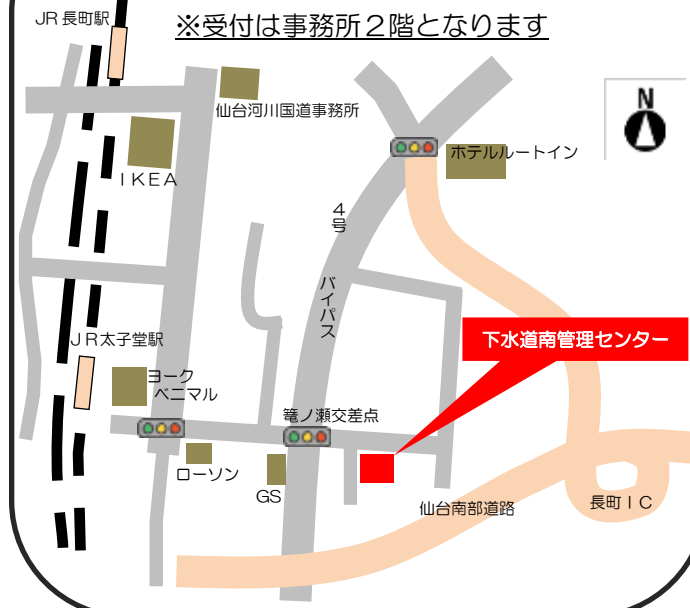 JR長町駅
※受付は事務所２階となります
仙台河川国道事務所
N
ＩＫＥＡ
ホテルルートイン
４号
バイパス
ＪＲ太子堂駅
下水道南管理センター
ヨーク
ベニマル
篭ノ瀬交差点
ローソン
GS
仙台南部道路
長町ＩＣ